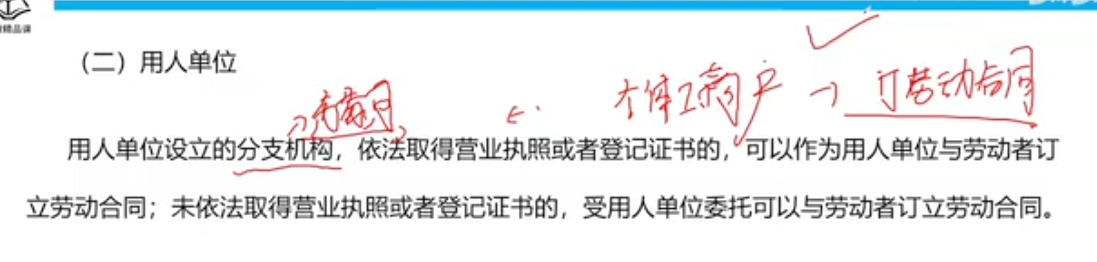 精品课
（二）用人单位
个体工商户 → 订劳动合同
用人单位设立的分支机构，依法取得营业执照或者登记证书的，可以作为用人单位与劳动者订
立劳动合同；未依法取得营业执照或者登记证书的，受用人单位委托可以与劳动者订立劳动合同。